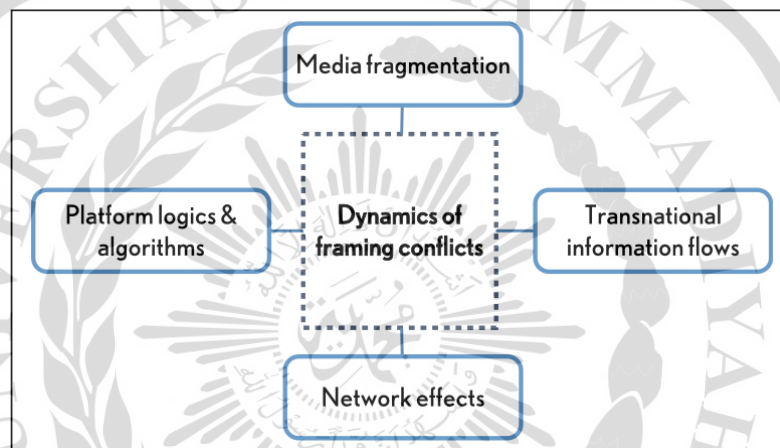 Media fragmentation
Platform logics &
algorithms
Dynamics of
framing conflicts
Transnational
information flows
Network effects